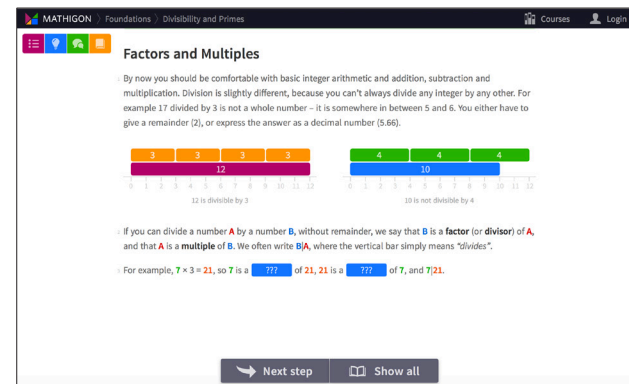 MATHIGON Foundations Divisibility and Primes Courses Login
Factors and Multiples
By now you should be comfortable with basic integer arithmetic and addition, subtraction and
multiplication. Division is slightly different, because you can't always divide any integer by any other. For
example 17 divided by 3 is not a whole number – it is somewhere in between 5 and 6. You either have to
give a remainder (2), or express the answer as a decimal number (5.66).
3 3 3 3
12
0 1 2 3 4 5 6 7 8 9 10 11 12
12 is divisible by 3
4 4 4
10
0 1 2 3 4 5 6 7 8 9 10 11 12
10 is not divisible by 4
If you can divide a number A by a number B, without remainder, we say that B is a factor (or divisor) of A,
and that A is a multiple of B. We often write B|A, where the vertical bar simply means “divides”.
For example, 7 × 3 = 21, so 7 is a ??? of 21, 21 is a ??? of 7, and 7|21.
Next step Show all